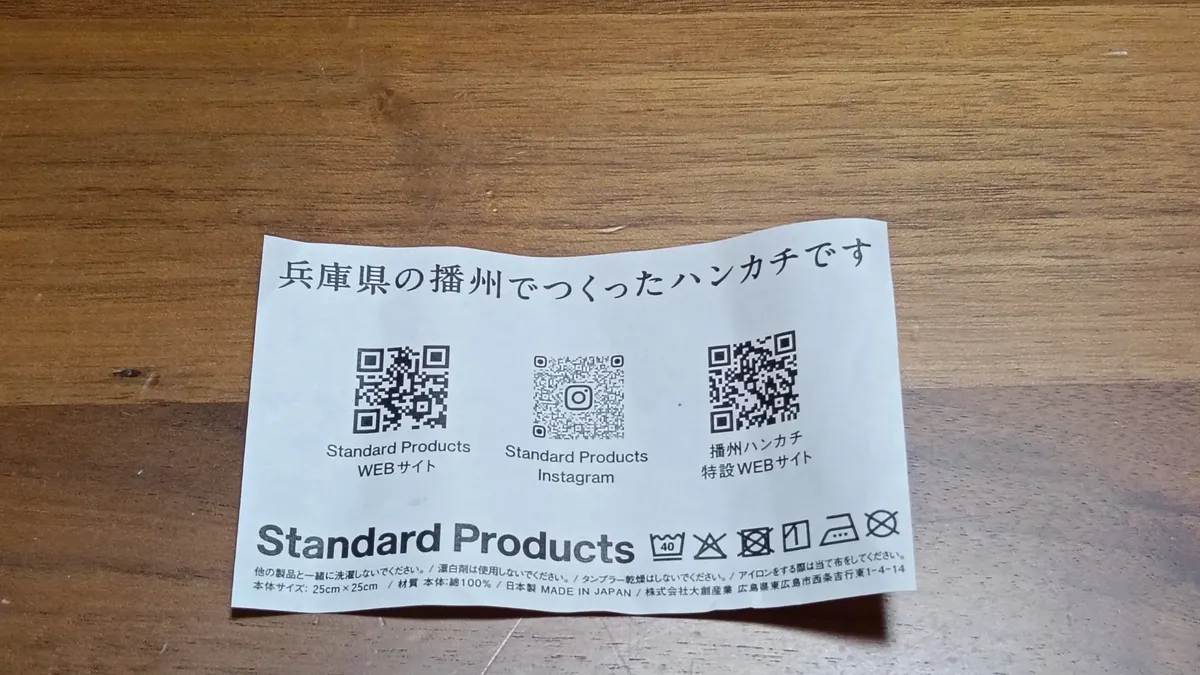 兵庫県の播州でつくったハンカチです
Standard Products
WEBサイト
Standard Products
Instagram
播州ハンカチ
特設WEBサイト
Standard Products
40
他の製品と一緒に洗濯しないでください。/ 漂白剤は使用しないでください。/ タンブラー乾燥はしないでください。/ アイロンをする際は当て布をしてください。
本体サイズ: 25cm×25cm / 材質 本体:綿100% / 日本製 MADE IN JAPAN / 株式会社大創産業 広島県東広島市西条吉行東1-4-14